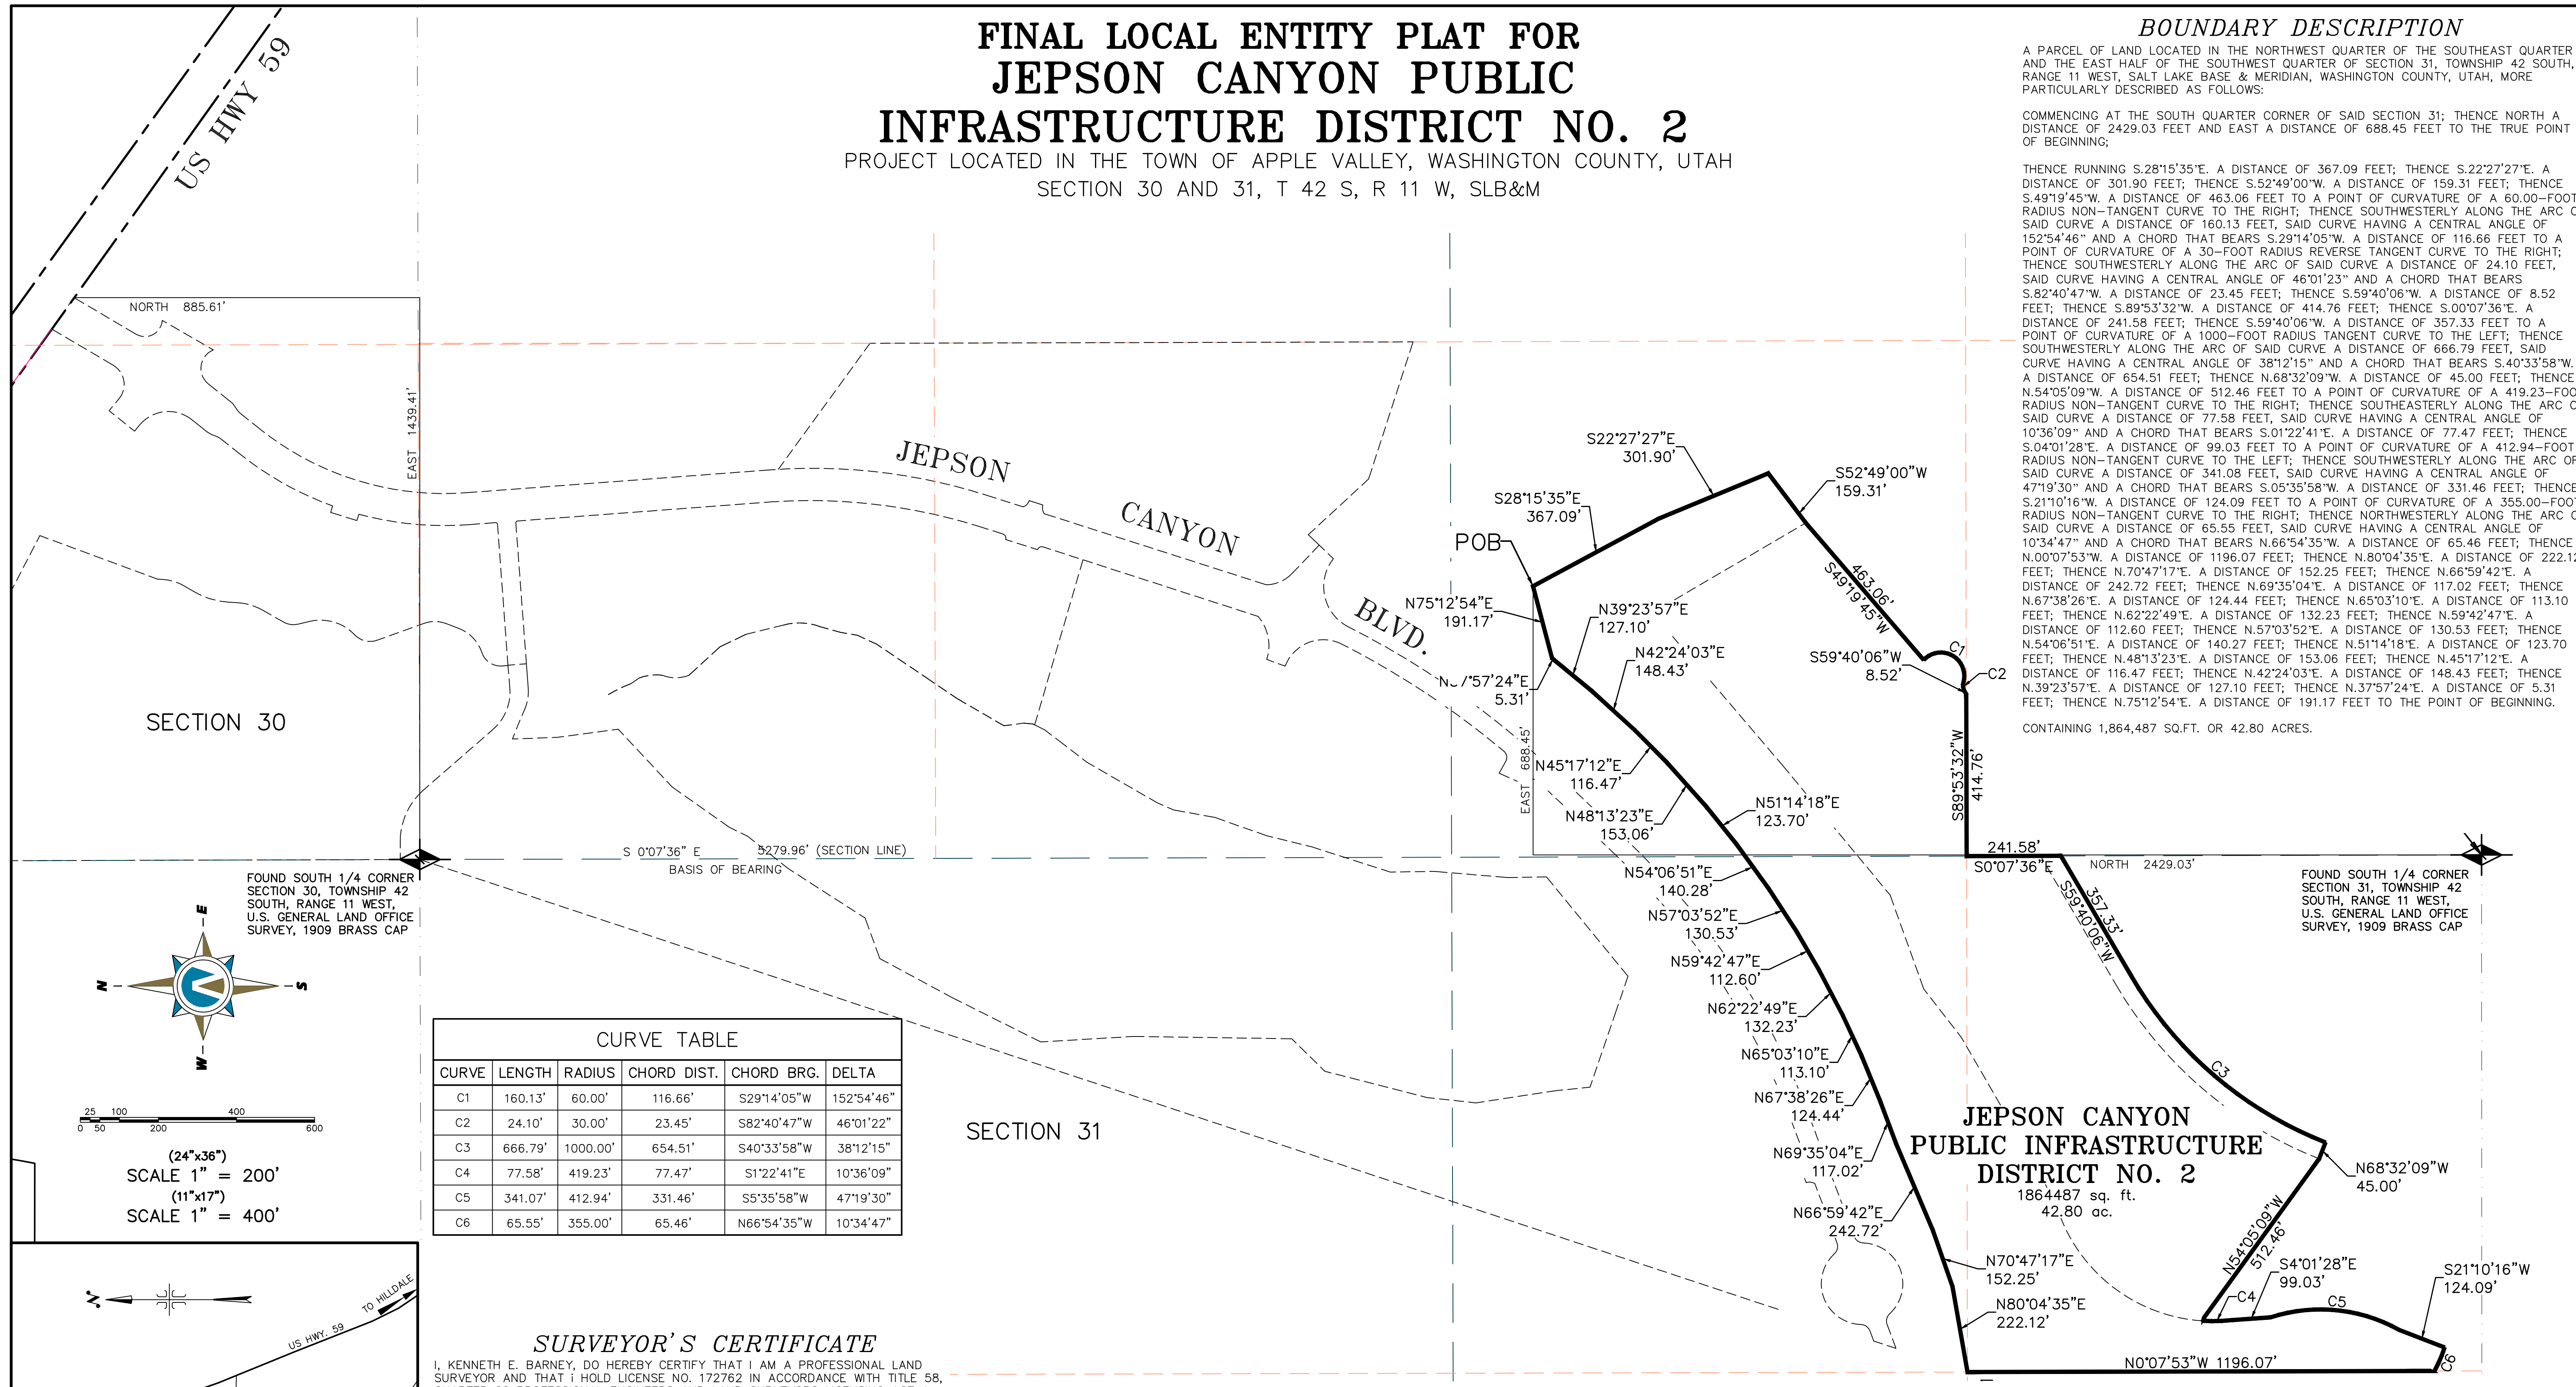 FINAL LOCAL ENTITY PLAT FOR
JEPSON CANYON PUBLIC
INFRASTRUCTURE DISTRICT NO. 2
PROJECT LOCATED IN THE TOWN OF APPLE VALLEY, WASHINGTON COUNTY, UTAH
SECTION 30 AND 31, T 42 S, R 11 W, SLB&M
BOUNDARY DESCRIPTION
A PARCEL OF LAND LOCATED IN THE NORTHWEST QUARTER OF THE SOUTHEAST QUARTER
AND THE EAST HALF OF THE SOUTHWEST QUARTER OF SECTION 31, TOWNSHIP 42 SOUTH,
RANGE 11 WEST, SALT LAKE BASE & MERIDIAN, WASHINGTON COUNTY, UTAH, MORE
PARTICULARLY DESCRIBED AS FOLLOWS:
COMMENCING AT THE SOUTH QUARTER CORNER OF SAID SECTION 31; THENCE NORTH A
DISTANCE OF 2429.03 FEET AND EAST A DISTANCE OF 688.45 FEET TO THE TRUE POINT
OF BEGINNING;
THENCE RUNNING S.28°15'35"E. A DISTANCE OF 367.09 FEET; THENCE S.22°27'27"E. A
DISTANCE OF 301.90 FEET; THENCE S.52°49'00"W. A DISTANCE OF 159.31 FEET; THENCE
S.49°19'45"W. A DISTANCE OF 463.06 FEET TO A POINT OF CURVATURE OF A 60.00-FOOT
RADIUS NON-TANGENT CURVE TO THE RIGHT; THENCE SOUTHWESTERLY ALONG THE ARC
SAID CURVE A DISTANCE OF 160.13 FEET, SAID CURVE HAVING A CENTRAL ANGLE OF
152°54'46" AND A CHORD THAT BEARS S.29°14'05"W. A DISTANCE OF 116.66 FEET TO A
POINT OF CURVATURE OF A 30-FOOT RADIUS REVERSE TANGENT CURVE TO THE RIGHT;
THENCE SOUTHWESTERLY ALONG THE ARC OF SAID CURVE A DISTANCE OF 24.10 FEET,
SAID CURVE HAVING A CENTRAL ANGLE OF 46°01'23" AND A CHORD THAT BEARS
S.82°40'47"W. A DISTANCE OF 23.45 FEET; THENCE S.59°40'06"W. A DISTANCE OF 8.52
FEET; THENCE S.89°53'32"W. A DISTANCE OF 414.76 FEET; THENCE S.00°07'36"E. A
DISTANCE OF 241.58 FEET; THENCE S.59°40'06"W. A DISTANCE OF 357.33 FEET TO A
POINT OF CURVATURE OF A 1000-FOOT RADIUS TANGENT CURVE TO THE LEFT; THENCE
SOUTHWESTERLY ALONG THE ARC OF SAID CURVE A DISTANCE OF 666.79 FEET, SAID
CURVE HAVING A CENTRAL ANGLE OF 38°12'15" AND A CHORD THAT BEARS S.40°33'58"W.
A DISTANCE OF 654.51 FEET; THENCE N.68°32'09"W. A DISTANCE OF 45.00 FEET; THENCE
N.54°05'09"W. A DISTANCE OF 512.46 FEET TO A POINT OF CURVATURE OF A 419.23-FOO
RADIUS NON-TANGENT CURVE TO THE RIGHT; THENCE SOUTHEASTERLY ALONG THE ARC
SAID CURVE A DISTANCE OF 77.58 FEET, SAID CURVE HAVING A CENTRAL ANGLE OF
10°36'09" AND A CHORD THAT BEARS S.01°22'41"E. A DISTANCE OF 77.47 FEET; THENCE
S.04°01'28"E. A DISTANCE OF 99.03 FEET TO A POINT OF CURVATURE OF A 412.94-FOOT
RADIUS NON-TANGENT CURVE TO THE LEFT; THENCE SOUTHWESTERLY ALONG THE ARC OF
SAID CURVE A DISTANCE OF 341.08 FEET, SAID CURVE HAVING A CENTRAL ANGLE OF
47°19'30" AND A CHORD THAT BEARS S.05°35'58"W. A DISTANCE OF 331.46 FEET; THENCE
S.21°10'16"W. A DISTANCE OF 124.09 FEET TO A POINT OF CURVATURE OF A 355.00-FOOT
RADIUS NON-TANGENT CURVE TO THE RIGHT; THENCE NORTHWESTERLY ALONG THE ARC
SAID CURVE A DISTANCE OF 65.55 FEET, SAID CURVE HAVING A CENTRAL ANGLE OF
10°34'47" AND A CHORD THAT BEARS N.66°54'35"W. A DISTANCE OF 65.46 FEET; THENCE
N.00°07'53"W. A DISTANCE OF 1196.07 FEET; THENCE N.80°04'35"E. A DISTANCE OF 222.12
FEET; THENCE N.70°47'17"E. A DISTANCE OF 152.25 FEET; THENCE N.66°59'42"E. A
DISTANCE OF 242.72 FEET; THENCE N.69°35'04"E. A DISTANCE OF 117.02 FEET; THENCE
N.67°38'26"E. A DISTANCE OF 124.44 FEET; THENCE N.65°03'10"E. A DISTANCE OF 113.10
FEET; THENCE N.62°22'49"E. A DISTANCE OF 132.23 FEET; THENCE N.59°42'47"E. A
DISTANCE OF 112.60 FEET; THENCE N.57°03'52"E. A DISTANCE OF 130.53 FEET; THENCE
N.54°06'51"E. A DISTANCE OF 140.27 FEET; THENCE N.51°14'18"E. A DISTANCE OF 123.70
FEET; THENCE N.48°13'23"E. A DISTANCE OF 153.06 FEET; THENCE N.45°17'12"E. A
DISTANCE OF 116.47 FEET; THENCE N.42°24'03"E. A DISTANCE OF 148.43 FEET; THENCE
N.39°23'57"E. A DISTANCE OF 127.10 FEET; THENCE N.37°57'24"E. A DISTANCE OF 5.31
FEET; THENCE N.75°12'54"E. A DISTANCE OF 191.17 FEET TO THE POINT OF BEGINNING.
CONTAINING 1,864,487 SQ.FT. OR 42.80 ACRES.
US HWY 59
NORTH 885.61'
EAST 1439.41'
JEPSON
CANYON
BLVD.
SECTION 30
S 0°07'36" E 5279.96' (SECTION LINE)
BASIS OF BEARING
FOUND SOUTH 1/4 CORNER
SECTION 30, TOWNSHIP 42
SOUTH, RANGE 11 WEST,
U.S. GENERAL LAND OFFICE
SURVEY, 1909 BRASS CAP
E
N
S
W
25 100 400
0 50 200 600
(24"x36")
SCALE 1" = 200'
(11"x17")
SCALE 1" = 400'
CURVE TABLE
CURVE LENGTH RADIUS CHORD DIST. CHORD BRG. DELTA
C1 160.13' 60.00' 116.66' S29°14'05"W 152°54'46"
C2 24.10' 30.00' 23.45' S82°40'47"W 46°01'22"
C3 666.79' 1000.00' 654.51' S40°33'58"W 38°12'15"
C4 77.58' 419.23' 77.47' S1°22'41"E 10°36'09"
C5 341.07' 412.94' 331.46' S5°35'58"W 47°19'30"
C6 65.55' 355.00' 65.46' N66°54'35"W 10°34'47"
SECTION 31
S22°27'27"E
301.90'
S52°49'00"W
159.31'
S28°15'35"E
367.09'
POB
463.06'
S49°19'45"W
N75°12'54"E
191.17'
N39°23'57"E
127.10'
N42°24'03"E
148.43'
7°57'24"E
5.31'
C1
S59°40'06"W
8.52'
C2
EAST 688.45'
S89°53'32"W
414.76'
N45°17'12"E
116.47'
N48°13'23"E
153.06'
N51°14'18"E
123.70'
241.58'
S0°07'36"E
NORTH 2429.03'
FOUND SOUTH 1/4 CORNER
SECTION 31, TOWNSHIP 42
SOUTH, RANGE 11 WEST,
U.S. GENERAL LAND OFFICE
SURVEY, 1909 BRASS CAP
N54°06'51"E
140.28'
357.33'
S59°40'06"W
N57°03'52"E
130.53'
N59°42'47"E
112.60'
N62°22'49"E
132.23'
N65°03'10"E
113.10'
C3
N67°38'26"E
124.44'
N69°35'04"E
117.02'
JEPSON CANYON
PUBLIC INFRASTRUCTURE
DISTRICT NO. 2
1864487 sq. ft.
42.80 ac.
N68°32'09"W
45.00'
N66°59'42"E
242.72'
N54°05'09"W
512.46'
N70°47'17"E
152.25'
S4°01'28"E
99.03'
S21°10'16"W
124.09'
C4
C5
N80°04'35"E
222.12'
N0°07'53"W 1196.07'
C6
N
TO HILLDALE
US HWY. 59
SURVEYOR'S CERTIFICATE
I, KENNETH E. BARNEY, DO HEREBY CERTIFY THAT I AM A PROFESSIONAL LAND
SURVEYOR AND THAT i HOLD LICENSE NO. 172762 IN ACCORDANCE WITH TITLE 58,